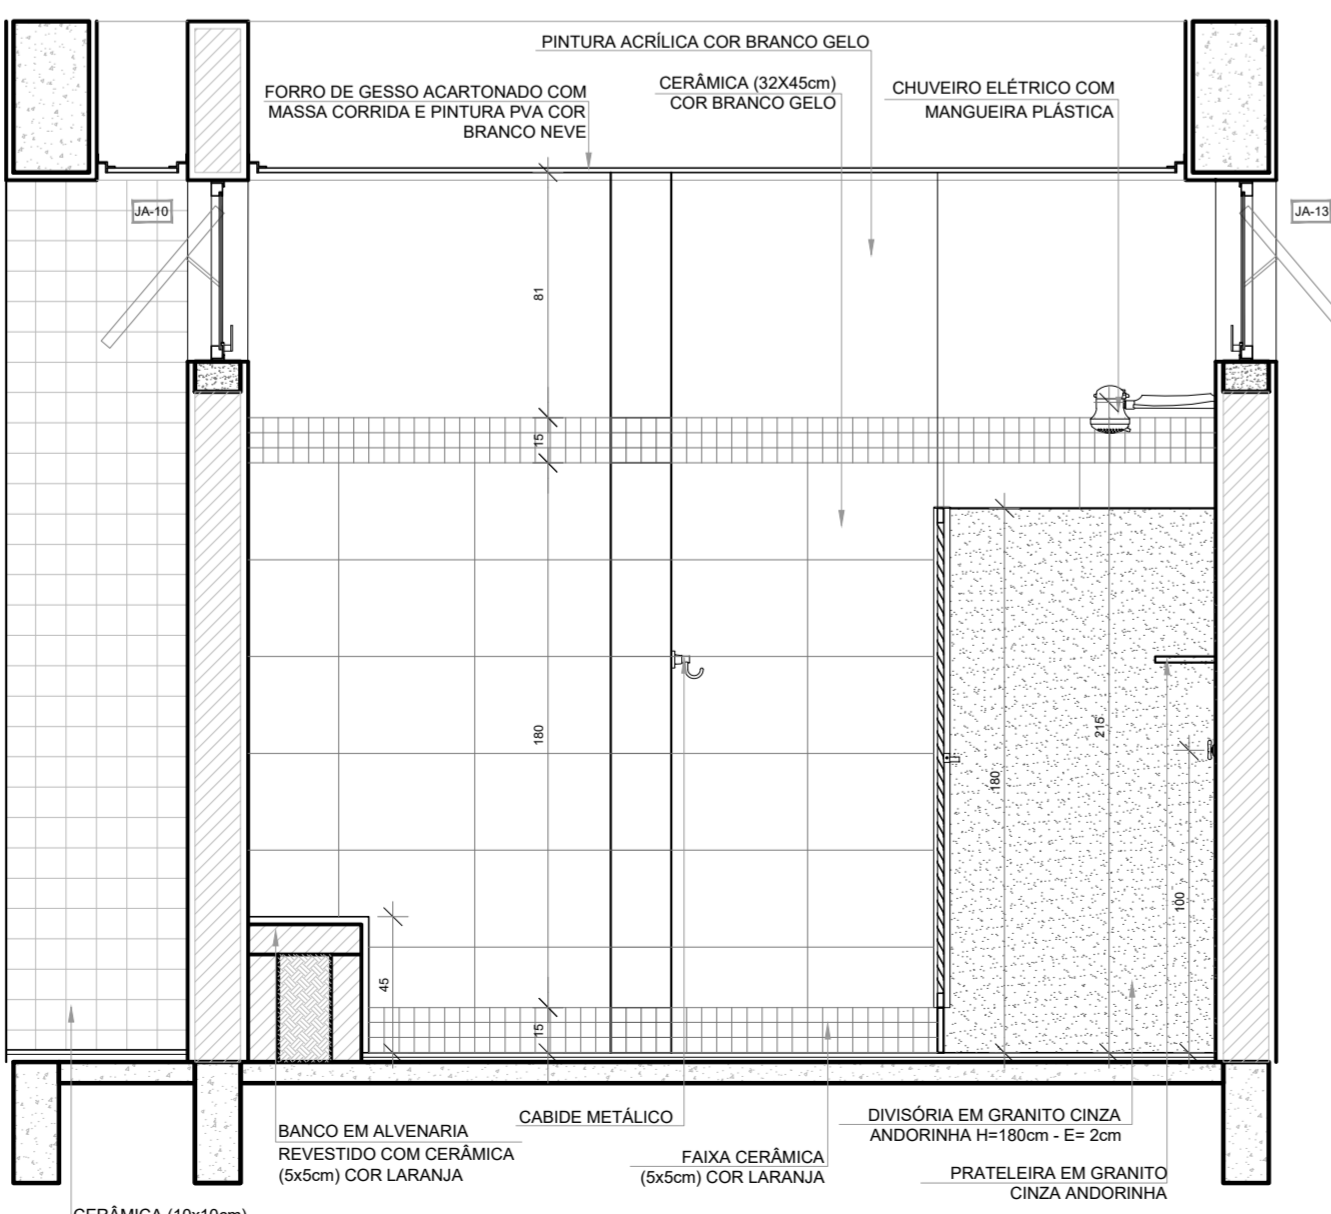 PINTURA ACRÍLICA COR BRANCO GELO
FORRO DE GESSO ACARTONADO COM
MASSA CORRIDA E PINTURA PVA COR
BRANCO NEVE
CERÂMICA (32X45cm)
COR BRANCO GELO
CHUVEIRO ELÉTRICO COM
MANGUEIRA PLÁSTICA
JA-10
JA-13
81
15
180
215
180
100
45
15
BANCO EM ALVENARIA
REVESTIDO COM CERÂMICA
(5x5cm) COR LARANJA
CABIDE METÁLICO
FAIXA CERÂMICA
(5x5cm) COR LARANJA
DIVISÓRIA EM GRANITO CINZA
ANDORINHA H=180cm - E= 2cm
PRATELEIRA EM GRANITO
CINZA ANDORINHA
CERÂMICA (10x10cm)